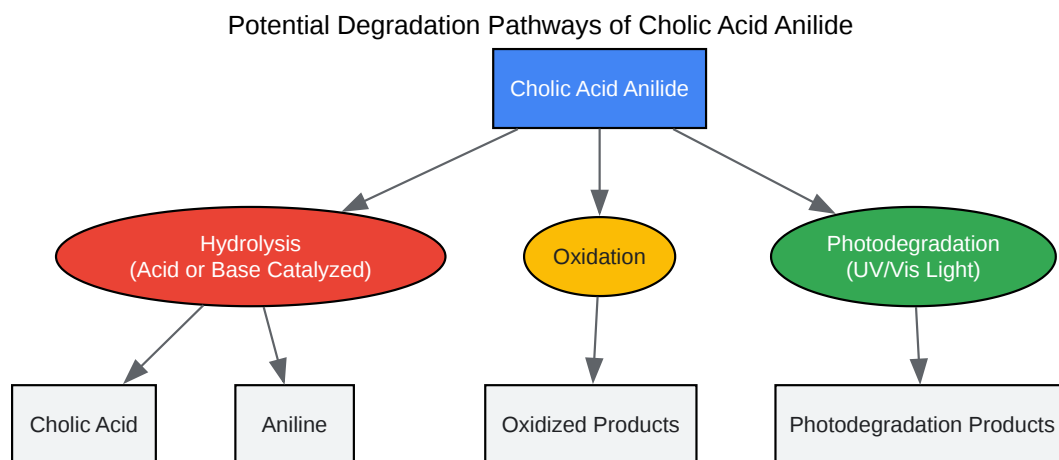 Potential Degradation Pathways of Cholic Acid Anilide
Cholic Acid Anilide
Hydrolysis
(Acid or Base Catalyzed)
Oxidation
Photodegradation
(UV/Vis Light)
Cholic Acid
Aniline
Oxidized Products
Photodegradation Products